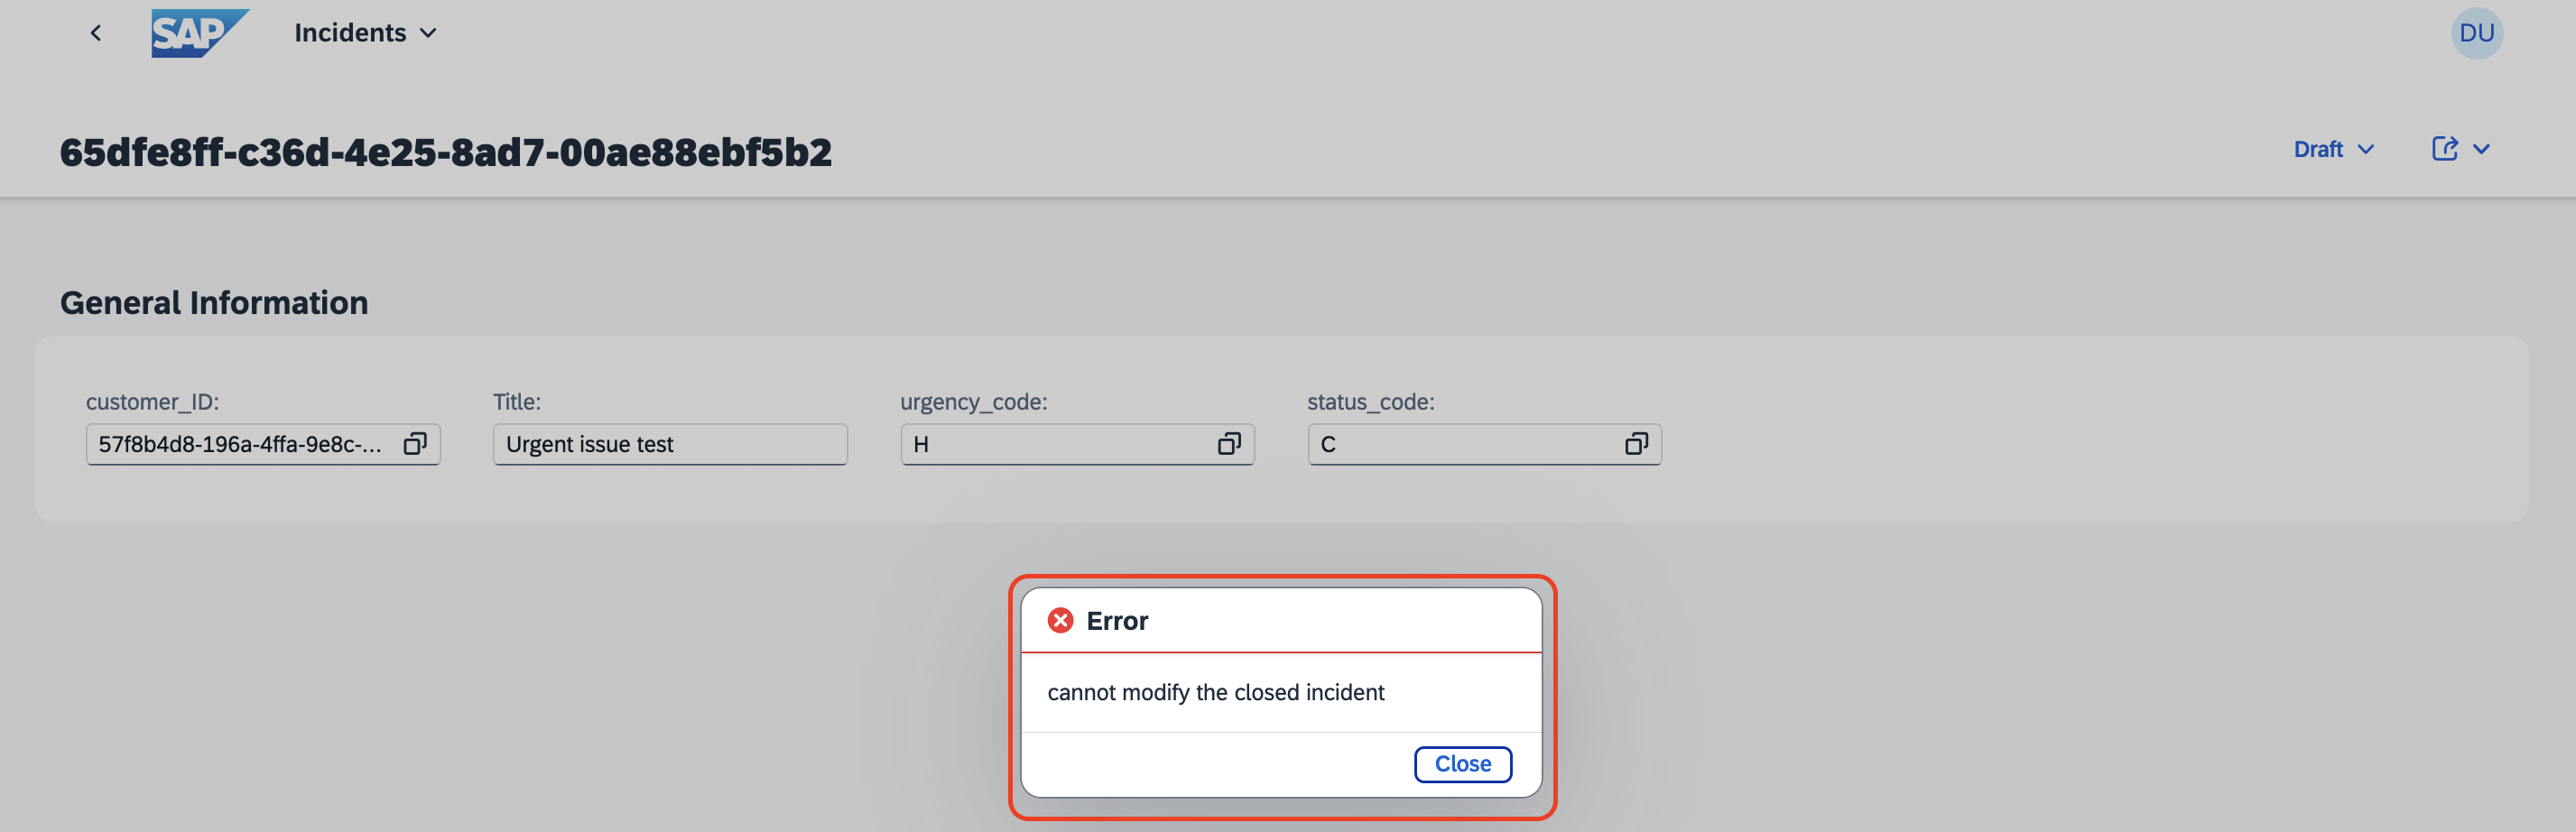 SAP Incidents DU
65dfe8ff-c36d-4e25-8ad7-00ae88ebf5b2 Draft
General Information
customer_ID: Title: urgency_code: status_code:
57f8b4d8-196a-4ffa-9e8c-... Urgent issue test H C
Error
cannot modify the closed incident
Close